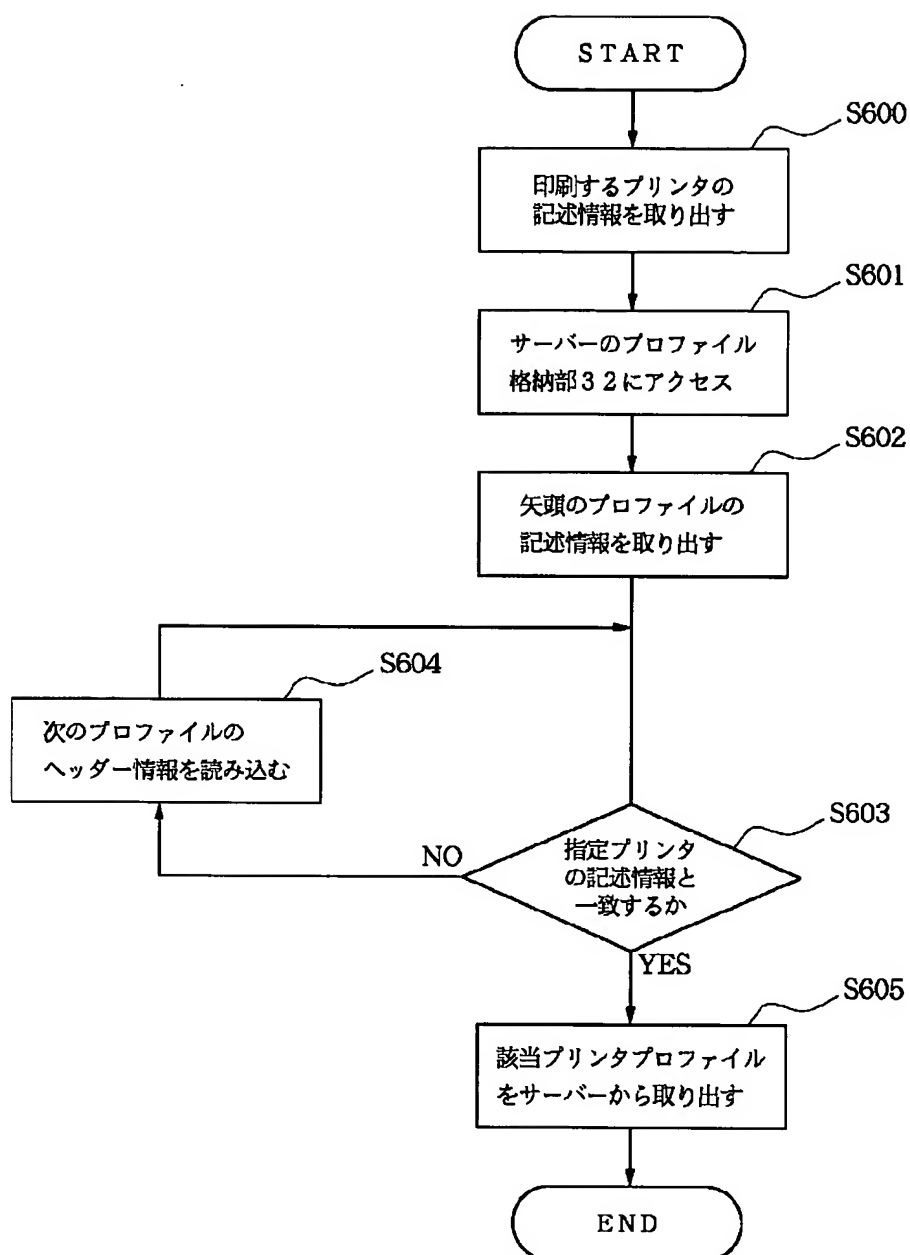 START
S600
印刷するプリンタの
記述情報を取り出す
S601
サーバーのプロファイル
格納部32にアクセス
S602
矢頭のプロファイルの
記述情報を取り出す
S604
次のプロファイルの
ヘッダー情報を読み込む
S603
指定プリンタ
の記述情報と
一致するか
NO
YES
S605
該当プリンタプロファイル
をサーバーから取り出す
END